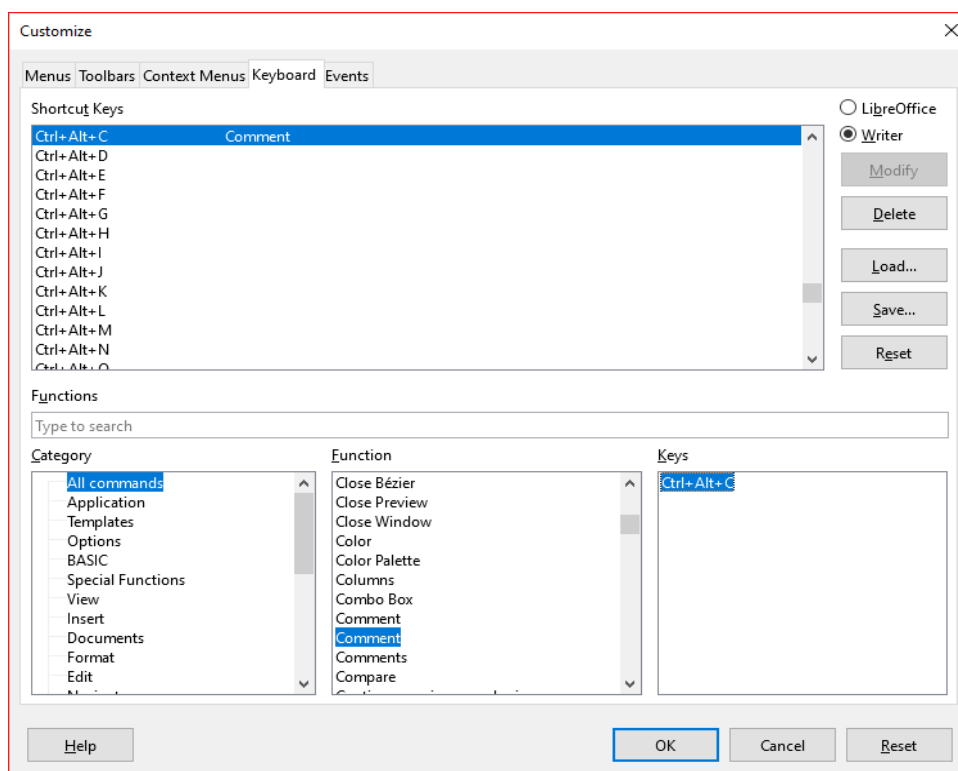 Customize
Menus Toolbars Context Menus Keyboard Events
Shortcut Keys
LibreOffice
Writer
Ctrl+Alt+C Comment
Ctrl+Alt+D
Ctrl+Alt+E
Ctrl+Alt+F
Ctrl+Alt+G
Ctrl+Alt+H
Ctrl+Alt+I
Ctrl+Alt+J
Ctrl+Alt+K
Ctrl+Alt+L
Ctrl+Alt+M
Ctrl+Alt+N
Modify
Delete
Load...
Save...
Reset
Functions
Type to search
Category
All commands
Application
Templates
Options
BASIC
Special Functions
View
Insert
Documents
Format
Edit
Function
Close Bézier
Close Preview
Close Window
Color
Color Palette
Columns
Combo Box
Comment
Comment
Comments
Compare
Keys
Ctrl+Alt+C
Help
OK
Cancel
Reset